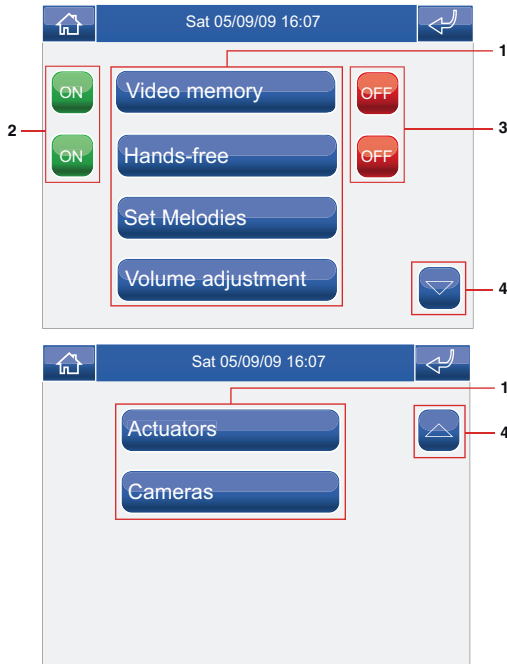 Sat 05/09/09 16:07
1
ON Video memory OFF
2 3
ON Hands-free OFF
Set Melodies
Volume adjustment
4
Sat 05/09/09 16:07
1
Actuators
4
Cameras